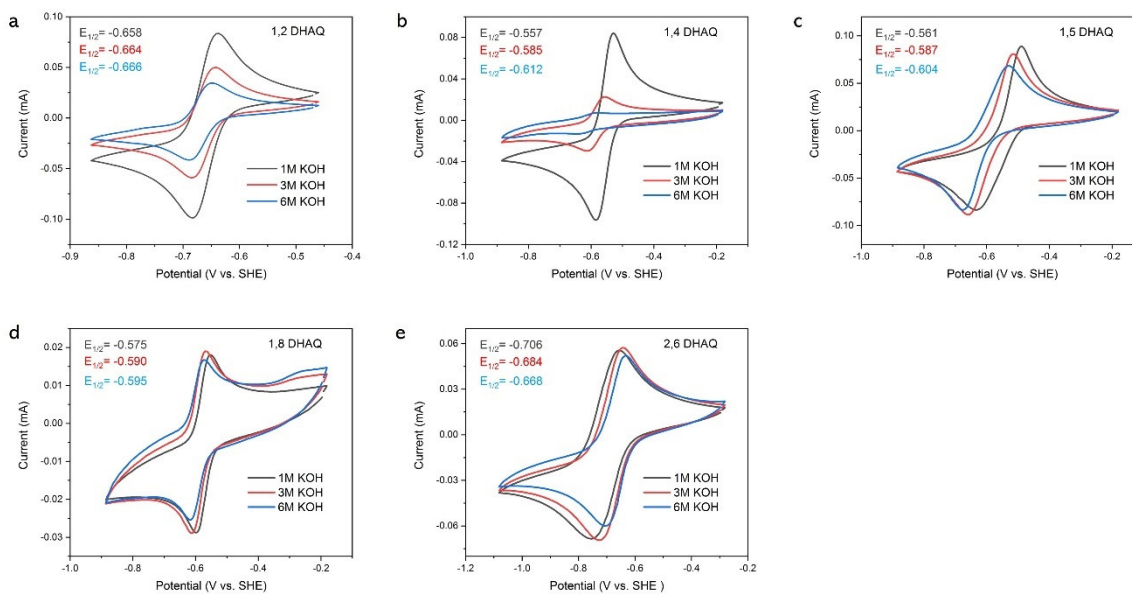 a
E1/2= -0.658
E1/2= -0.664
E1/2= -0.666
1,2 DHAQ
1M KOH
3M KOH
6M KOH
0.10
0.05
0.00
-0.05
-0.10
-0.9
-0.8
-0.7
-0.6
-0.5
-0.4
Current (mA)
Potential (V vs. SHE)
b
E1/2= -0.557
E1/2= -0.585
E1/2= -0.612
1,4 DHAQ
1M KOH
3M KOH
6M KOH
0.08
0.04
0.00
-0.04
-0.08
-0.12
-1.0
-0.8
-0.6
-0.4
-0.2
Current (mA)
Potential (V vs. SHE)
c
E1/2= -0.561
E1/2= -0.587
E1/2= -0.604
1,5 DHAQ
1M KOH
3M KOH
6M KOH
0.10
0.05
0.00
-0.05
-0.10
-1.0
-0.8
-0.6
-0.4
-0.2
Current (mA)
Potential (V vs. SHE)
d
E1/2= -0.575
E1/2= -0.590
E1/2= -0.595
1,8 DHAQ
1M KOH
3M KOH
6M KOH
0.02
0.01
0.00
-0.01
-0.02
-0.03
-1.0
-0.8
-0.6
-0.4
-0.2
Current (mA)
Potential (V vs. SHE)
e
E1/2= -0.706
E1/2= -0.684
E1/2= -0.668
2,6 DHAQ
1M KOH
3M KOH
6M KOH
0.06
0.03
0.00
-0.03
-0.06
-1.2
-1.0
-0.8
-0.6
-0.4
-0.2
Current (mA)
Potential (V vs. SHE )